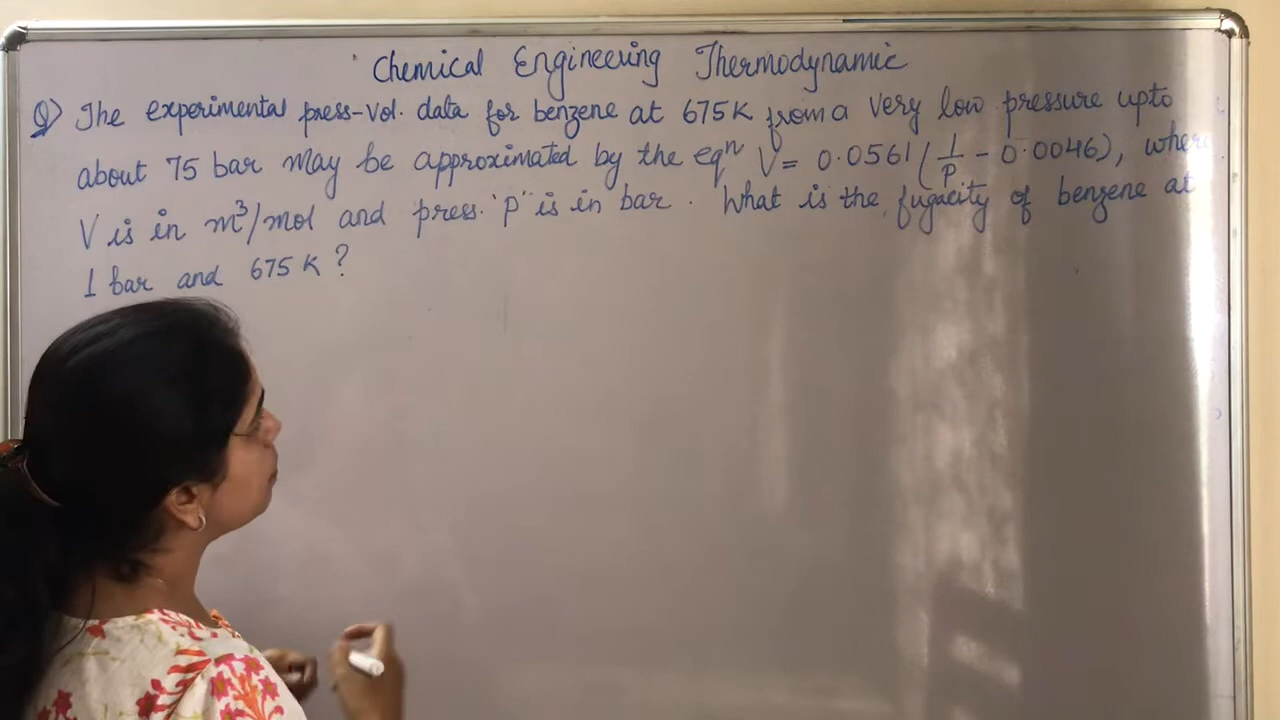 Chemical Engineering Thermodynamic
Q) The experimental press-vol. data for benzene at 675K from a very low pressure upto
about 75 bar may be approximated by the eqⁿ V = 0.0561 (1/P - 0.0046), where
V is in m³/mol and press. 'P' is in bar. What is the fugacity of benzene at
1 bar and 675 K ?